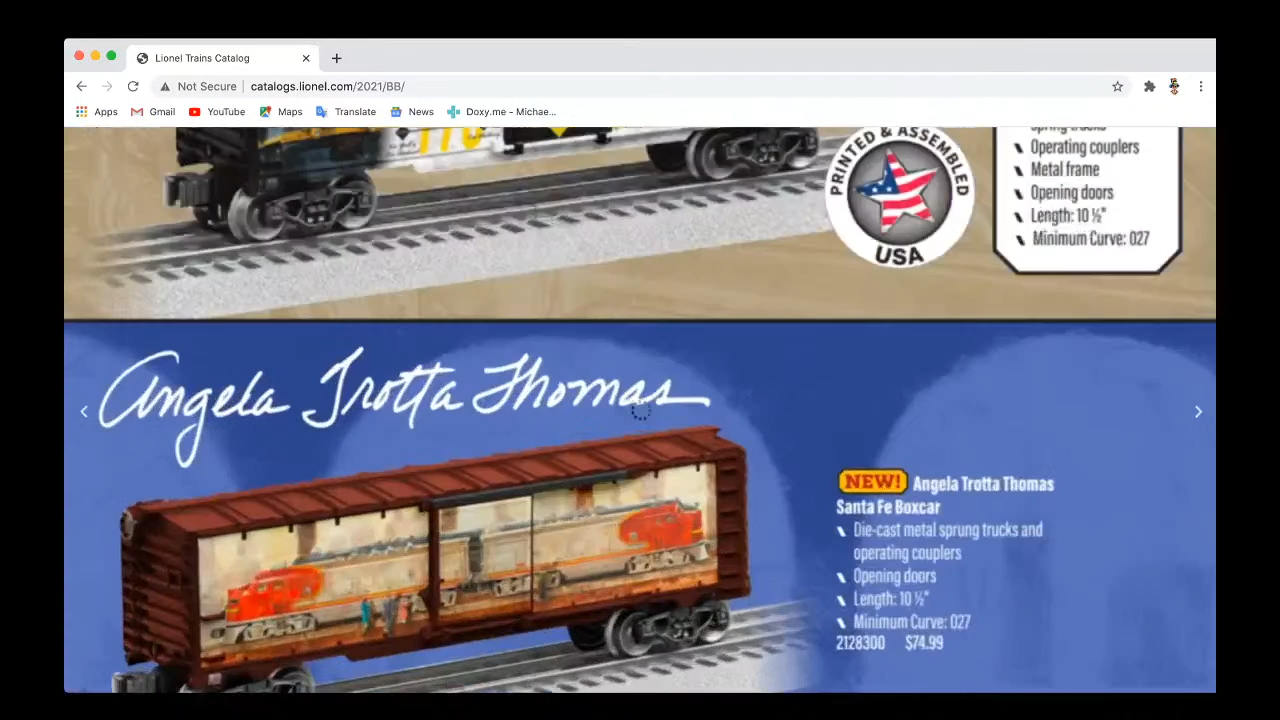 Lionel Trains Catalog
Not Secure
catalogs.lionel.com/2021/BB/
Apps
Gmail
YouTube
Maps
Translate
News
Doxy.me - Michae...
PRINTED & ASSEMBLED
USA
Operating couplers
Metal frame
Opening doors
Length: 10 ½"
Minimum Curve: 027
Angela Trotta Thomas
NEW! Angela Trotta Thomas
Santa Fe Boxcar
Die-cast metal sprung trucks and
operating couplers
Opening doors
Length: 10 ½"
Minimum Curve: 027
2128300 $74.99